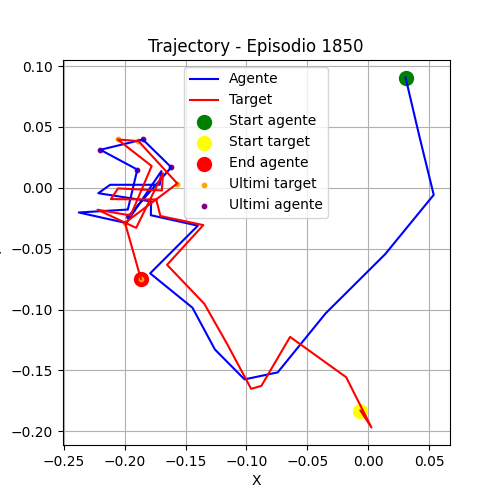 Trajectory - Episodio 1850
0.10
0.05
0.00
−0.05
−0.10
−0.15
−0.20
Agente
Target
Start agente
Start target
End agente
Ultimi target
Ultimi agente
−0.25 −0.20 −0.15 −0.10 −0.05 0.00 0.05
X